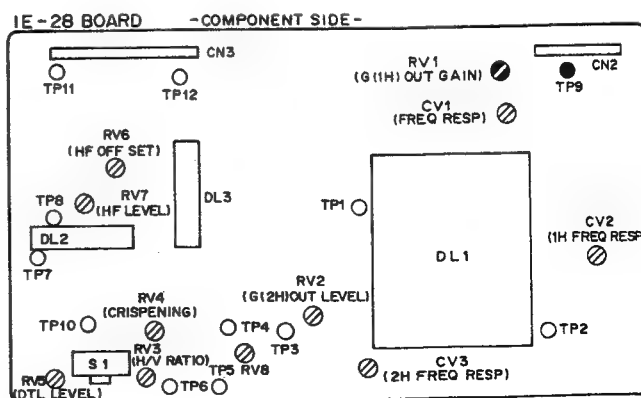 IE-28 BOARD -COMPONENT SIDE-
CN3
TP11
TP12
RV1
(G(1H) OUT GAIN)
CN2
TP9
CV1
(FREQ RESP)
RV6
(HF OFF SET)
RV7
(HF LEVEL)
TP8
DL2
TP7
DL3
TP1
DL1
CV2
(1H FREQ RESP)
RV2
(G(2H)OUT LEVEL)
RV4
(CRISPENING)
TP10
TP4
TP3
TP2
S1
RV3
(H/V RATIO)
RV8
RV5
(DTL LEVEL)
TP6
TP5
CV3
(2H FREQ RESP)